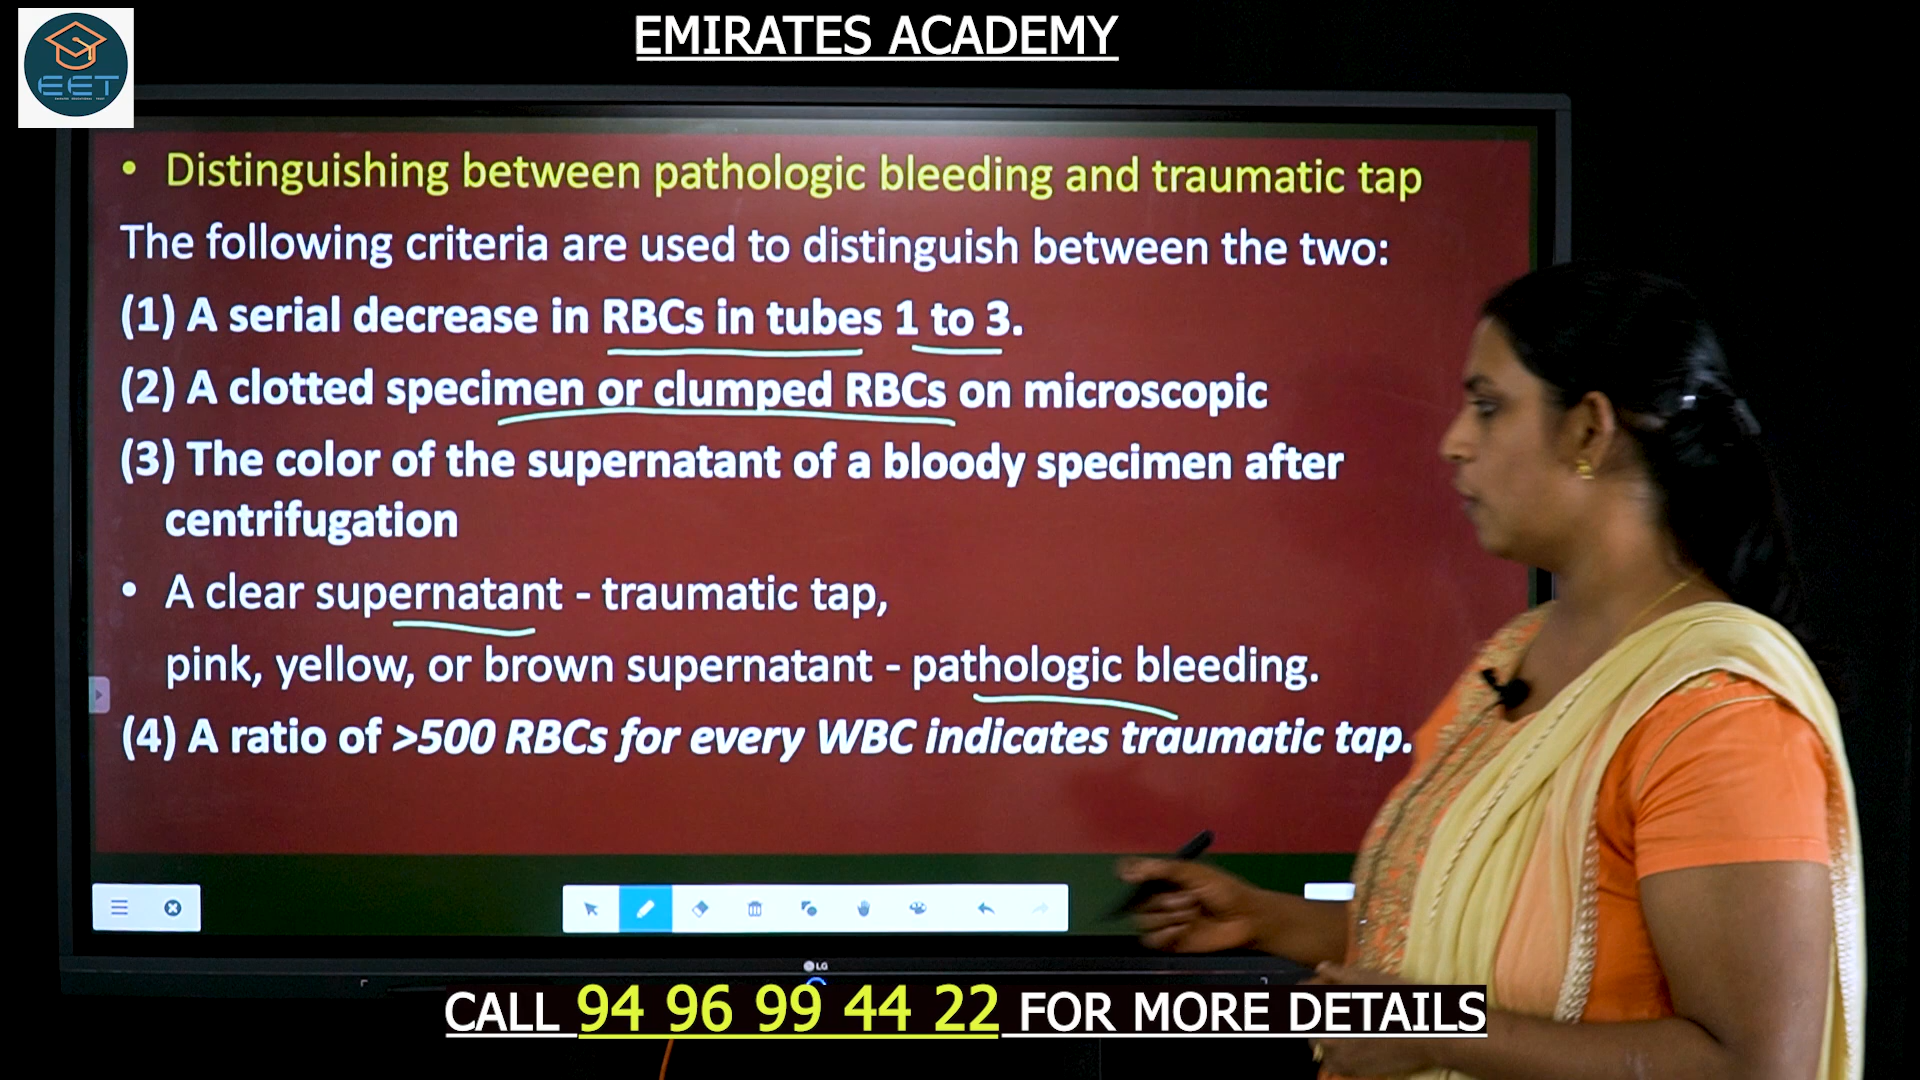 EMIRATES ACADEMY
EET
• Distinguishing between pathologic bleeding and traumatic tap
The following criteria are used to distinguish between the two:
(1) A serial decrease in RBCs in tubes 1 to 3.
(2) A clotted specimen or clumped RBCs on microscopic
(3) The color of the supernatant of a bloody specimen after
centrifugation
• A clear supernatant - traumatic tap,
pink, yellow, or brown supernatant - pathologic bleeding.
(4) A ratio of >500 RBCs for every WBC indicates traumatic tap.
LG
CALL 94 96 99 44 22 FOR MORE DETAILS